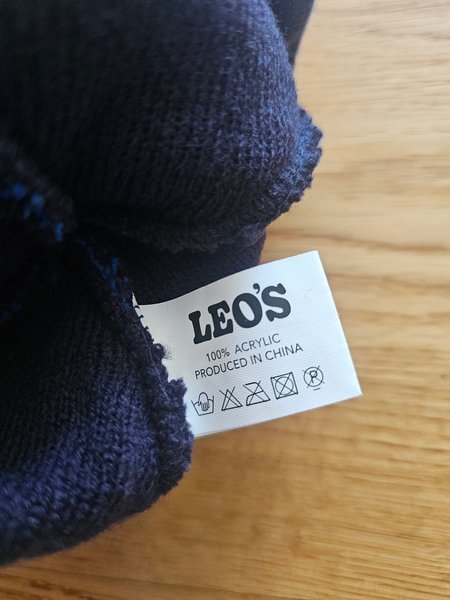 LEO'S
100% ACRYLIC
PRODUCED IN CHINA
P